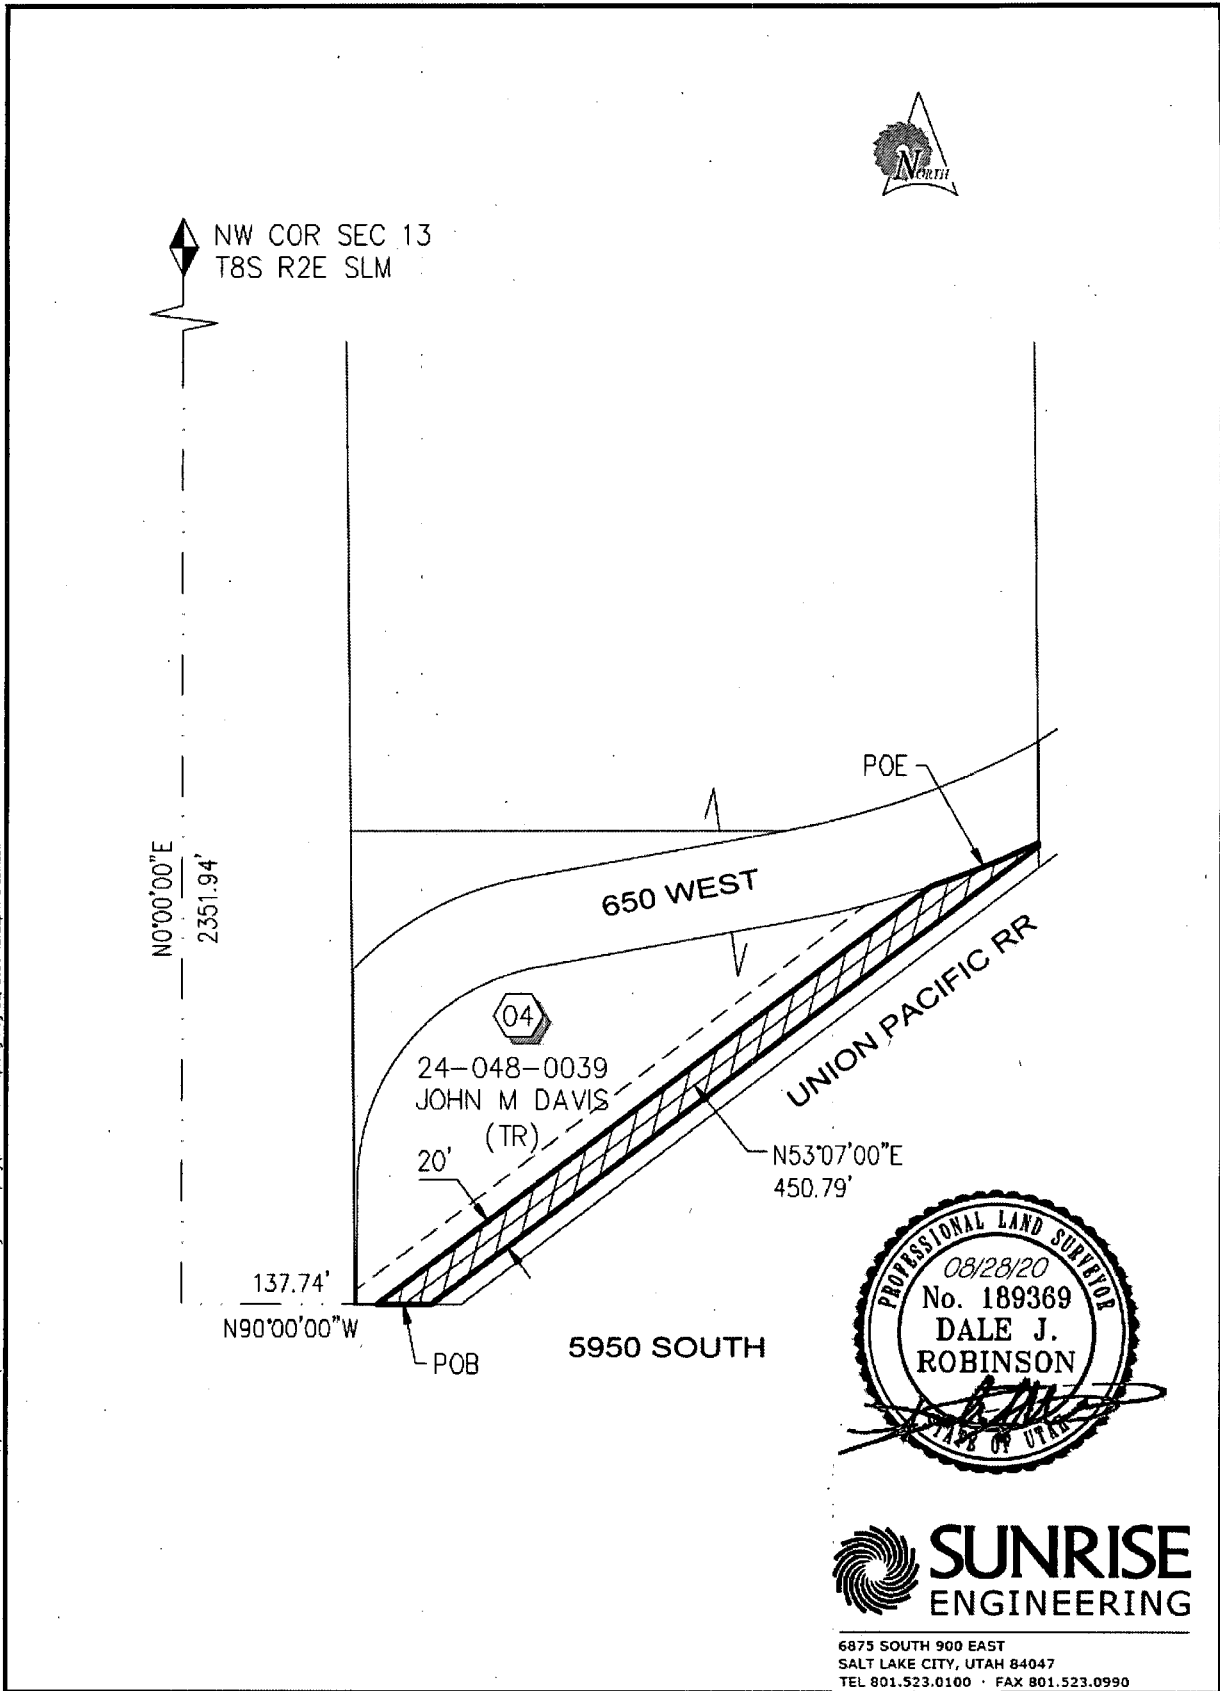 NORTH
NW COR SEC 13
T8S R2E SLM
POE
650 WEST
N0°00'00"E
2351.94'
UNION PACIFIC RR
04
24-048-0039
JOHN M DAVIS
(TR)
20'
N53°07'00"E
450.79'
137.74'
N90°00'00"W
POB
5950 SOUTH
PROFESSIONAL LAND SURVEYOR
08/28/20
No. 189369
DALE J.
ROBINSON
STATE OF UTAH
SUNRISE
ENGINEERING
6875 SOUTH 900 EAST
SALT LAKE CITY, UTAH 84047
TEL 801.523.0100 · FAX 801.523.0990